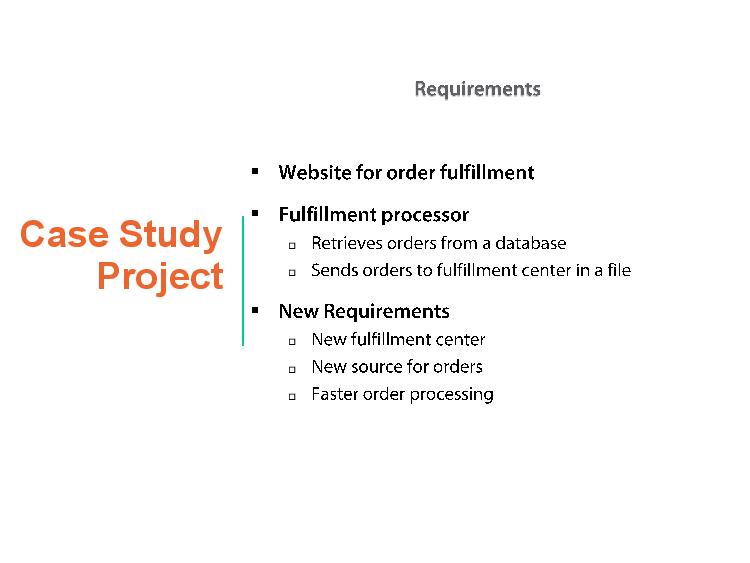 Requirements
Case Study
Project
▪ Website for order fulfillment
▪ Fulfillment processor
▫ Retrieves orders from a database
▫ Sends orders to fulfillment center in a file
▪ New Requirements
▫ New fulfillment center
▫ New source for orders
▫ Faster order processing